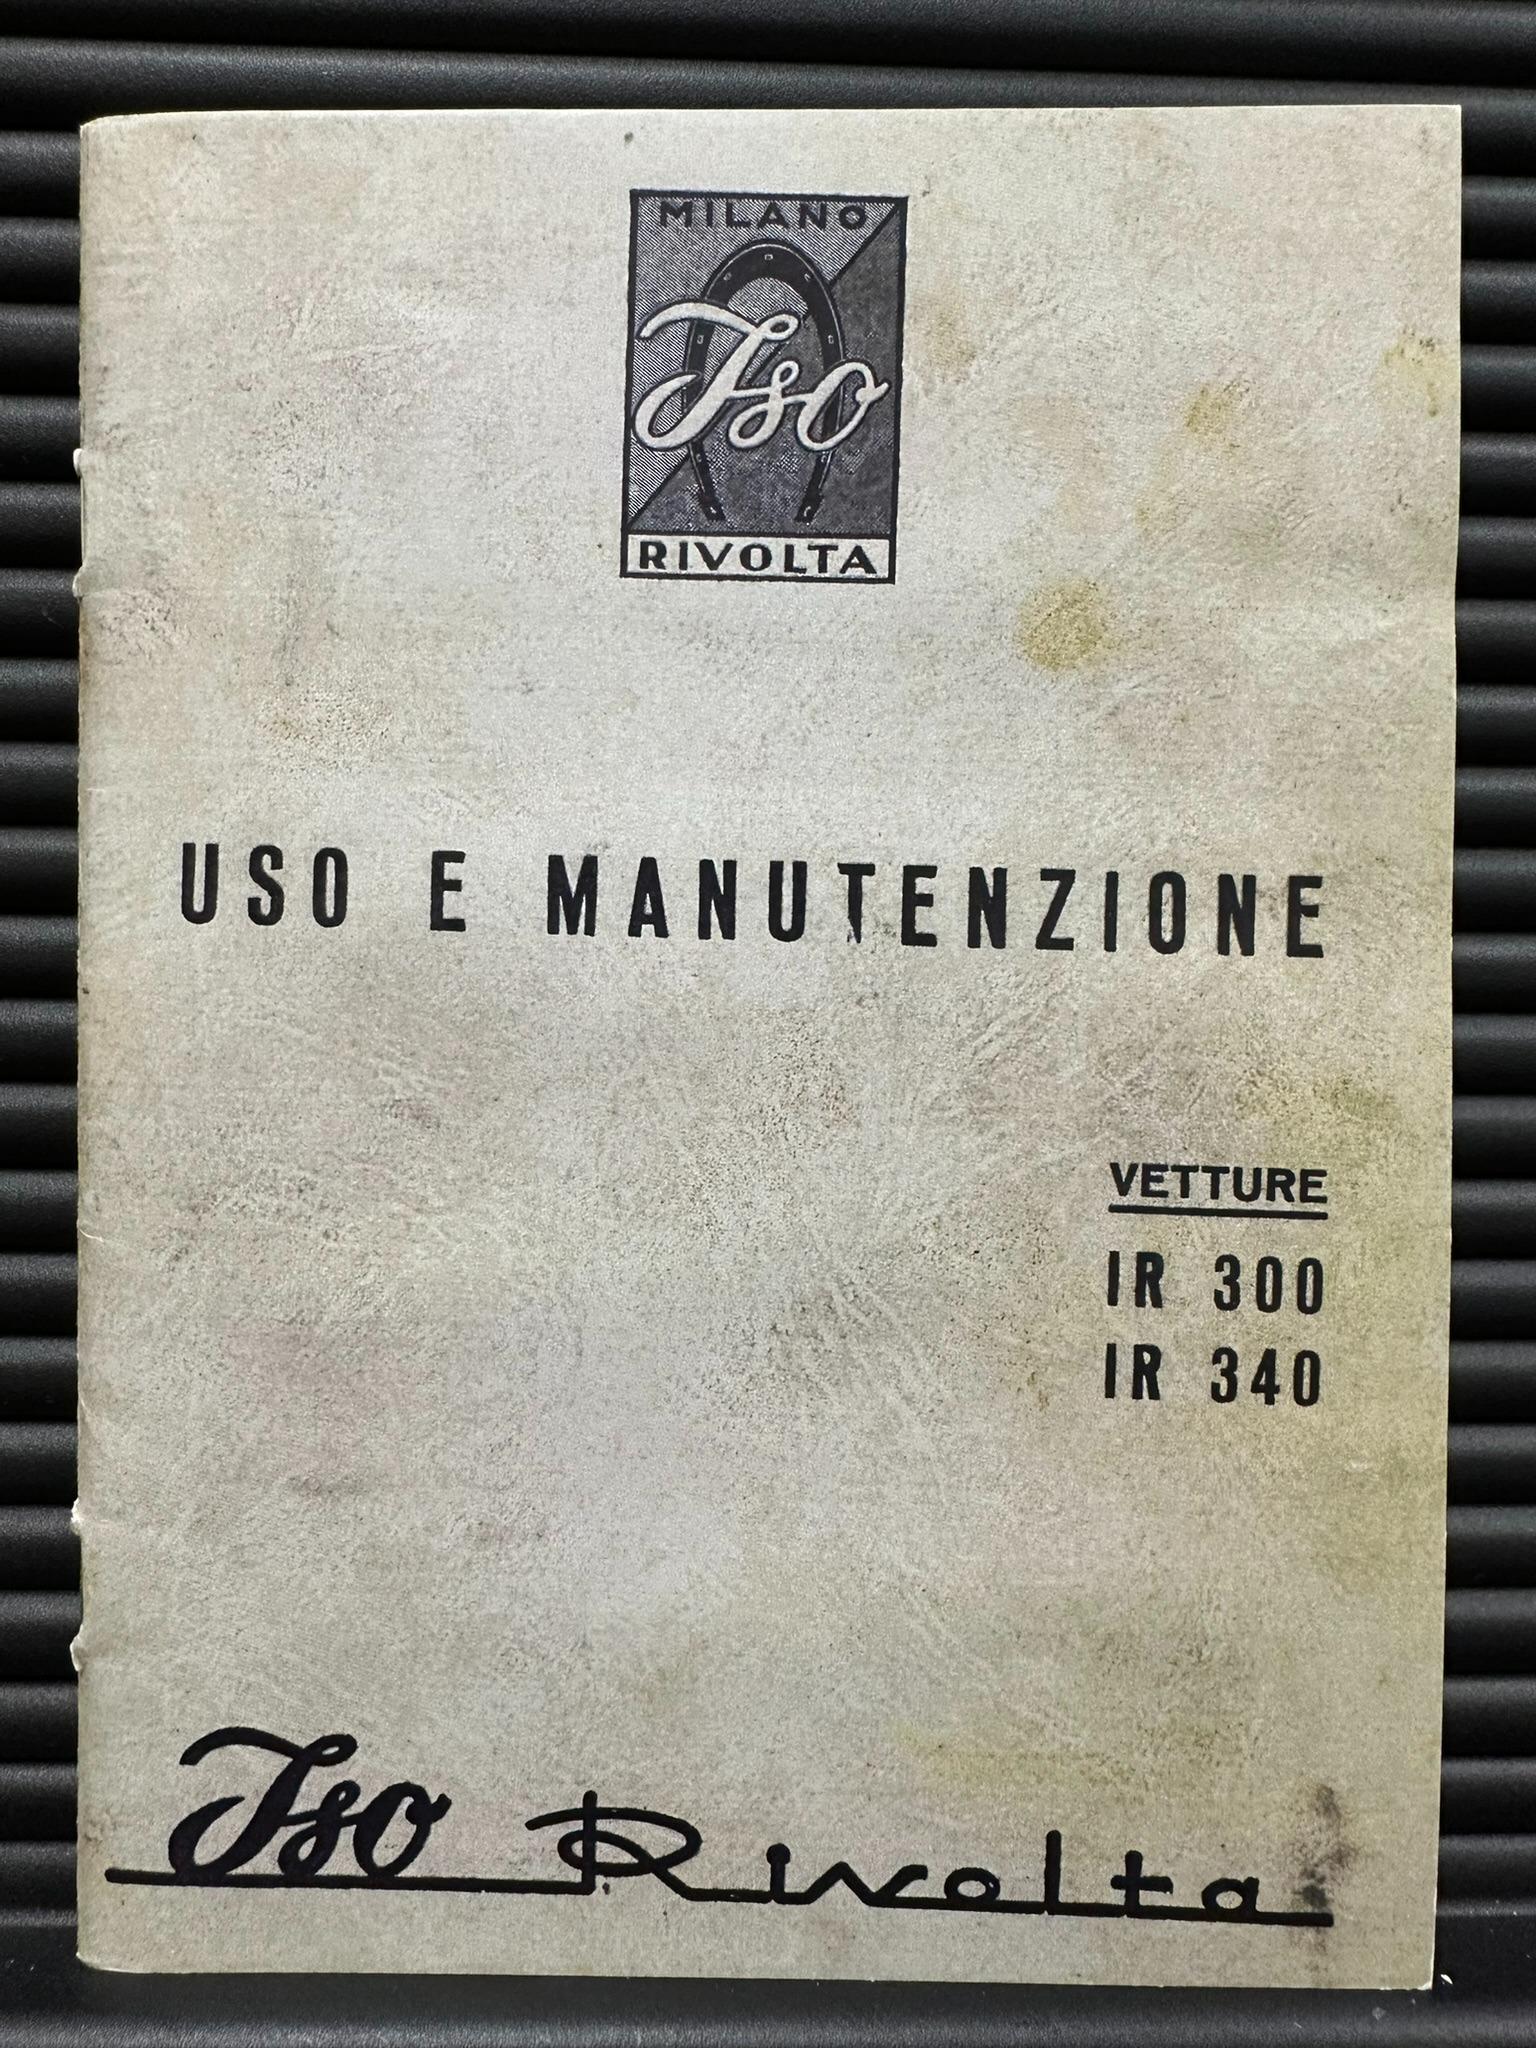 MILANO
Iso
RIVOLTA
USO E MANUTENZIONE
VETTURE
IR 300
IR 340
Iso Rivolta